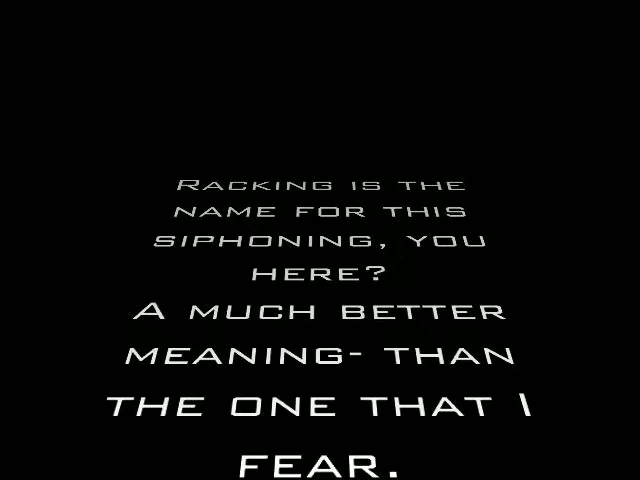 Racking is the
name for this
siphoning, you
here?
A much better
meaning- than
the one that I
fear.